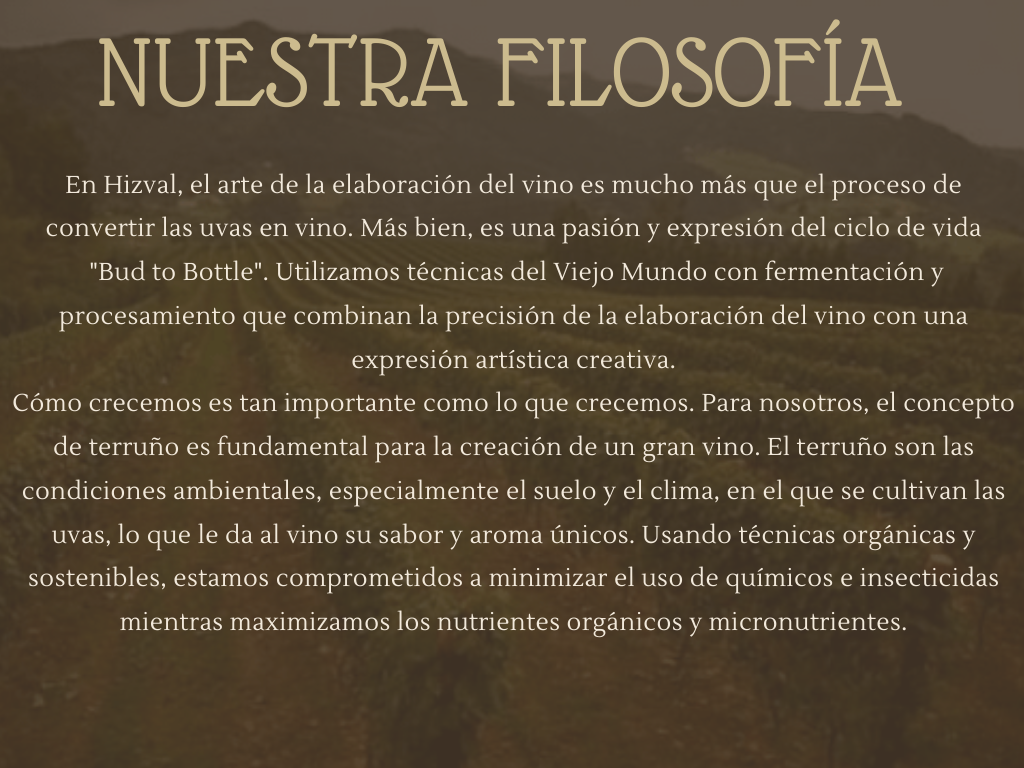 NUESTRA FILOSOFÍA
En Hizval, el arte de la elaboración del vino es mucho más que el proceso de
convertir las uvas en vino. Más bien, es una pasión y expresión del ciclo de vida
"Bud to Bottle". Utilizamos técnicas del Viejo Mundo con fermentación y
procesamiento que combinan la precisión de la elaboración del vino con una
expresión artística creativa.
Cómo crecemos es tan importante como lo que crecemos. Para nosotros, el concepto
de terruño es fundamental para la creación de un gran vino. El terruño son las
condiciones ambientales, especialmente el suelo y el clima, en el que se cultivan las
uvas, lo que le da al vino su sabor y aroma únicos. Usando técnicas orgánicas y
sostenibles, estamos comprometidos a minimizar el uso de químicos e insecticidas
mientras maximizamos los nutrientes orgánicos y micronutrientes.